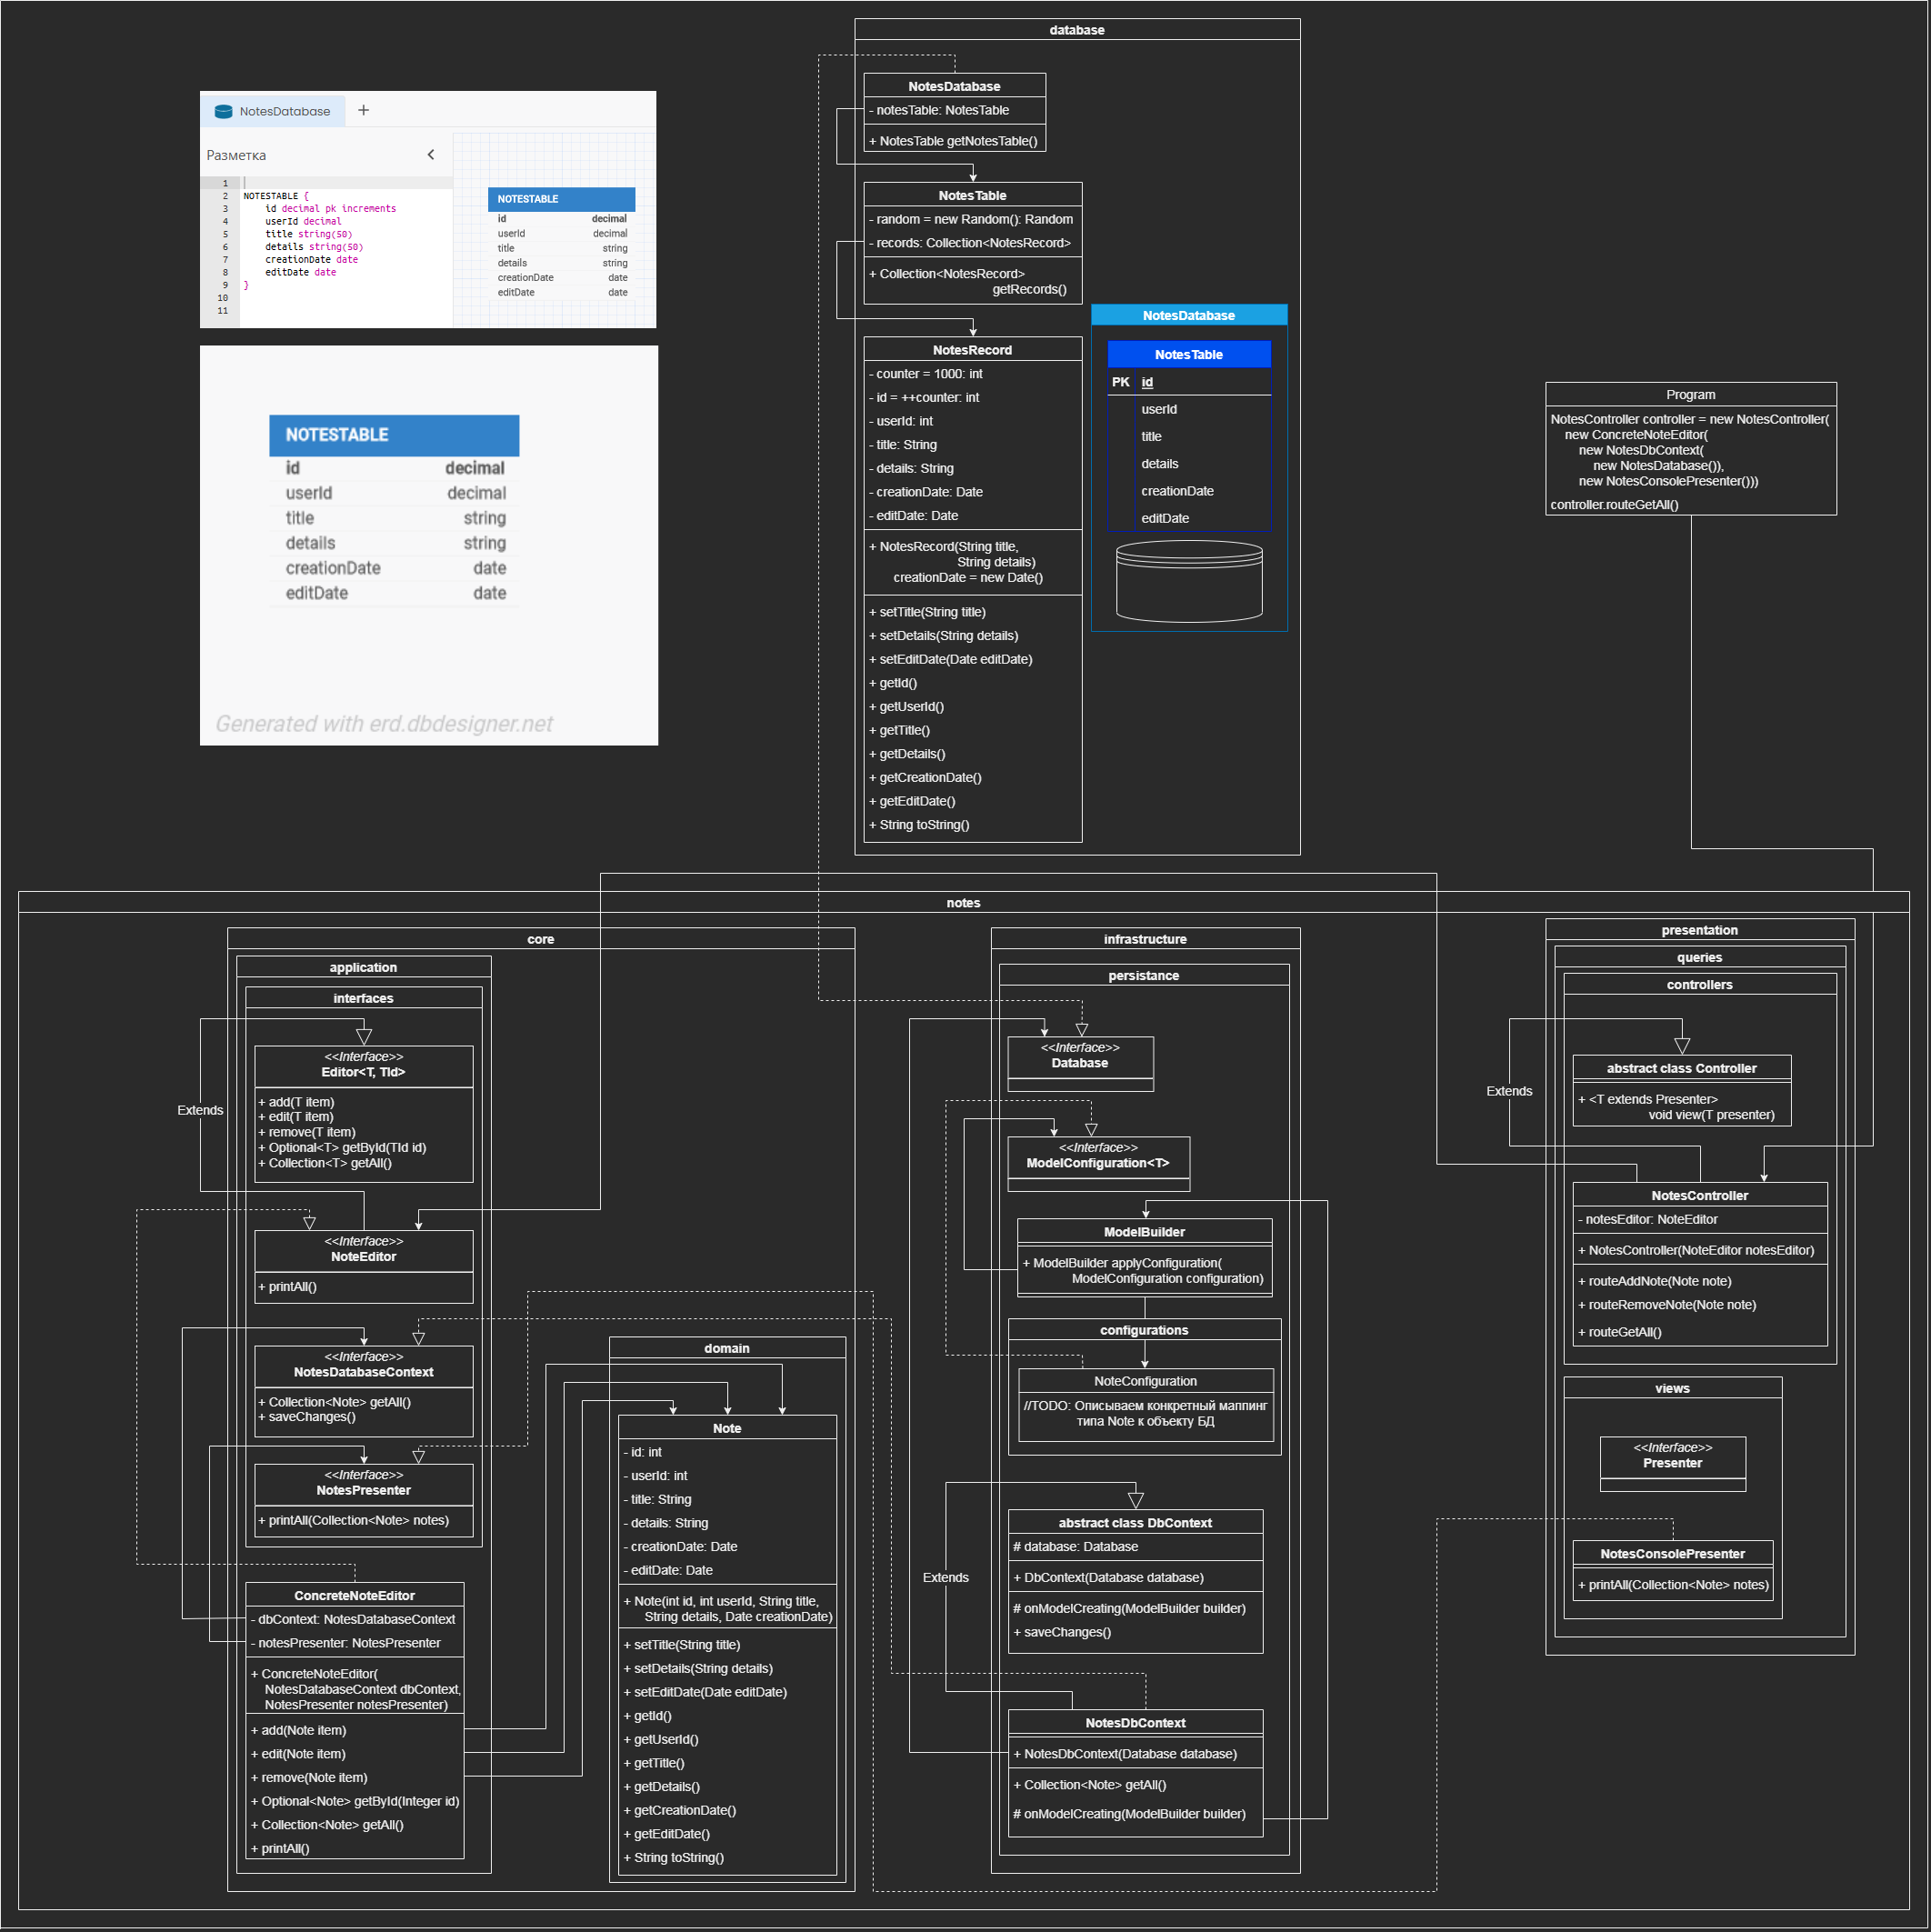 NotesDatabase
+
Разметка
1
2
3
4
5
6
7
8
9
10
11
NOTESTABLE {
id decimal pk increments
userId decimal
title string(50)
details string(50)
creationDate date
editDate date
}
NOTESTABLE
id decimal
userId decimal
title string
details string
creationDate date
editDate date
NOTESTABLE
id decimal
userId decimal
title string
details string
creationDate date
editDate date
Generated with erd.dbdesigner.net
database
NotesDatabase
- notesTable: NotesTable
+ NotesTable getNotesTable()
NotesTable
- random = new Random(): Random
- records: Collection<NotesRecord>
+ Collection<NotesRecord>
getRecords()
NotesRecord
- counter = 1000: int
- id = ++counter: int
- userId: int
- title: String
- details: String
- creationDate: Date
- editDate: Date
+ NotesRecord(String title,
String details)
creationDate = new Date()
+ setTitle(String title)
+ setDetails(String details)
+ setEditDate(Date editDate)
+ getId()
+ getUserId()
+ getTitle()
+ getDetails()
+ getCreationDate()
+ getEditDate()
+ String toString()
NotesDatabase
NotesTable
PK id
userId
title
details
creationDate
editDate
Program
NotesController controller = new NotesController(
new ConcreteNoteEditor(
new NotesDbContext(
new NotesDatabase()),
new NotesConsolePresenter()))
controller.routeGetAll()
notes
core
application
interfaces
<<Interface>>
Editor<T, TId>
+ add(T item)
+ edit(T item)
+ remove(T item)
+ Optional<T> getById(TId id)
+ Collection<T> getAll()
Extends
<<Interface>>
NoteEditor
+ printAll()
<<Interface>>
NotesDatabaseContext
+ Collection<Note> getAll()
+ saveChanges()
<<Interface>>
NotesPresenter
+ printAll(Collection<Note> notes)
ConcreteNoteEditor
- dbContext: NotesDatabaseContext
- notesPresenter: NotesPresenter
+ ConcreteNoteEditor(
NotesDatabaseContext dbContext,
NotesPresenter notesPresenter)
+ add(Note item)
+ edit(Note item)
+ remove(Note item)
+ Optional<Note> getById(Integer id)
+ Collection<Note> getAll()
+ printAll()
domain
Note
- id: int
- userId: int
- title: String
- details: String
- creationDate: Date
- editDate: Date
+ Note(int id, int userId, String title,
String details, Date creationDate)
+ setTitle(String title)
+ setDetails(String details)
+ setEditDate(Date editDate)
+ getId()
+ getUserId()
+ getTitle()
+ getDetails()
+ getCreationDate()
+ getEditDate()
+ String toString()
infrastructure
persistance
<<Interface>>
Database
<<Interface>>
ModelConfiguration<T>
ModelBuilder
+ ModelBuilder applyConfiguration(
ModelConfiguration configuration)
configurations
NoteConfiguration
//TODO: Описываем конкретный маппинг
типа Note к объекту БД
abstract class DbContext
# database: Database
+ DbContext(Database database)
# onModelCreating(ModelBuilder builder)
+ saveChanges()
Extends
NotesDbContext
+ NotesDbContext(Database database)
+ Collection<Note> getAll()
# onModelCreating(ModelBuilder builder)
presentation
queries
controllers
abstract class Controller
+ <T extends Presenter>
void view(T presenter)
Extends
NotesController
- notesEditor: NoteEditor
+ NotesController(NoteEditor notesEditor)
+ routeAddNote(Note note)
+ routeRemoveNote(Note note)
+ routeGetAll()
views
<<Interface>>
Presenter
NotesConsolePresenter
+ printAll(Collection<Note> notes)